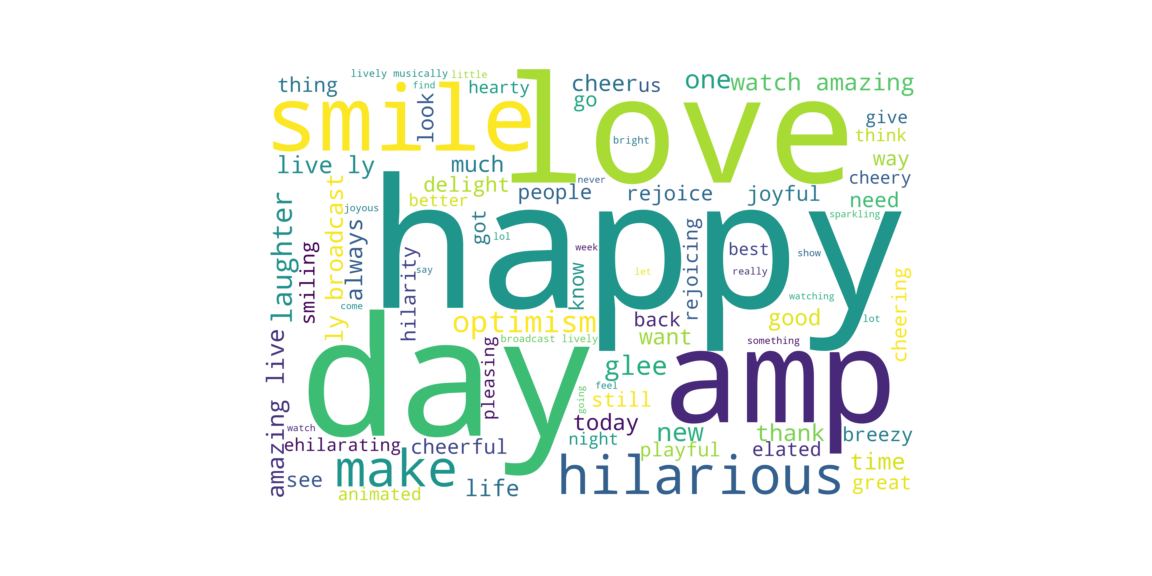 lively musically little
thing find hearty cheerus one watch amazing
smile look love go give
bright think
live ly much never way
delight people rejoice joyful cheery
better need
happy
joyous got sparkling
laughter ly broadcast always lol
smiling hilarity say week know let rejoicing best really show
watching cheering
come optimism back good lot
broadcast lively want something
day pleasing glee amp
amazing live feel
going still
watch today new thank breezy
ehilarating cheerful night playful elated
see make life hilarious time
animated great